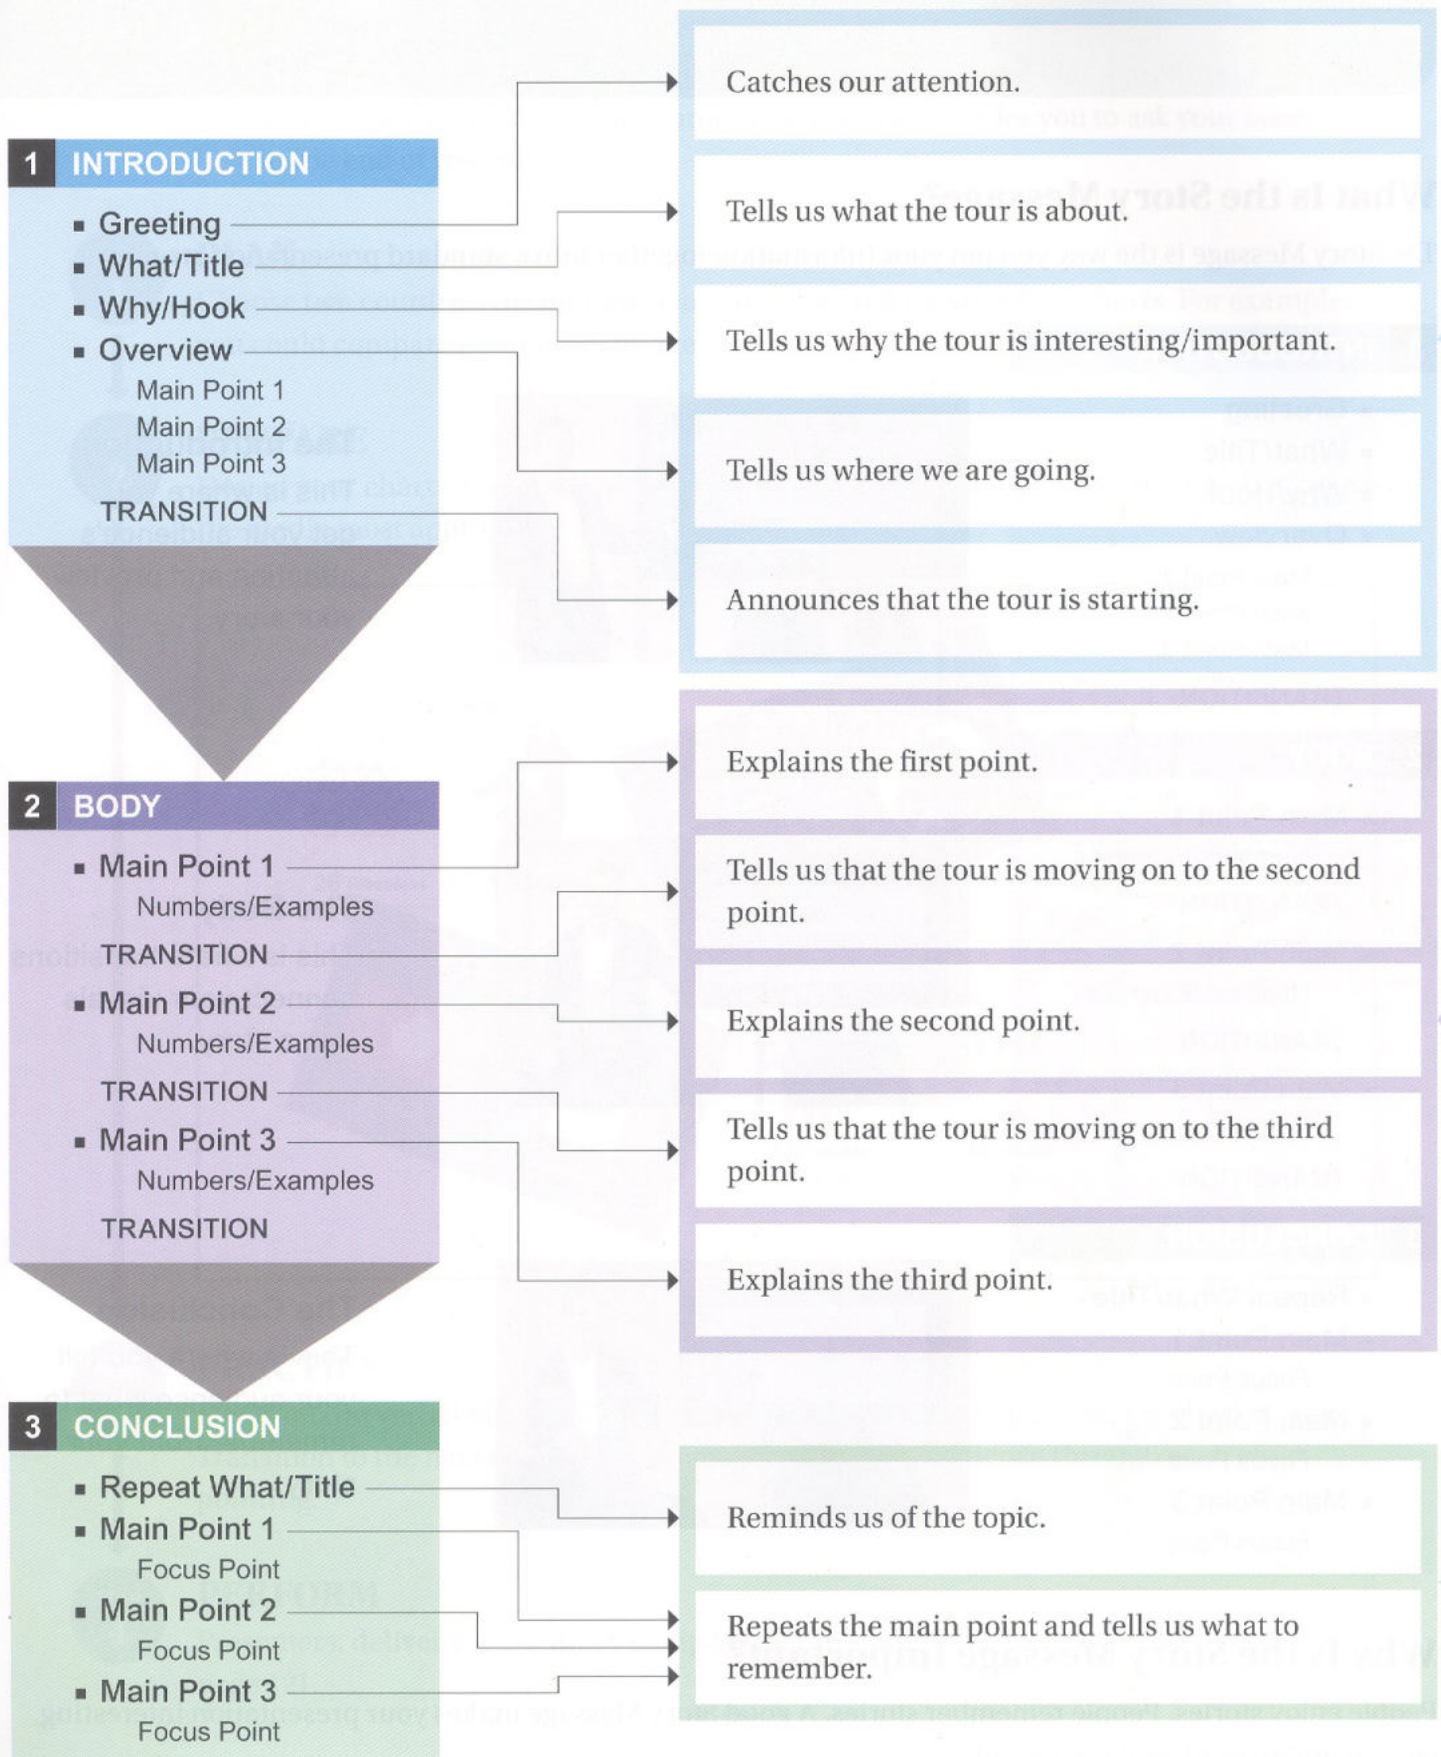 1 INTRODUCTION
▪ Greeting
▪ What/Title
▪ Why/Hook
▪ Overview
Main Point 1
Main Point 2
Main Point 3
TRANSITION
Catches our attention.
Tells us what the tour is about.
Tells us why the tour is interesting/important.
Tells us where we are going.
Announces that the tour is starting.
2 BODY
▪ Main Point 1
Numbers/Examples
TRANSITION
▪ Main Point 2
Numbers/Examples
TRANSITION
▪ Main Point 3
Numbers/Examples
TRANSITION
Explains the first point.
Tells us that the tour is moving on to the second
point.
Explains the second point.
Tells us that the tour is moving on to the third
point.
Explains the third point.
3 CONCLUSION
▪ Repeat What/Title
▪ Main Point 1
Focus Point
▪ Main Point 2
Focus Point
▪ Main Point 3
Focus Point
Reminds us of the topic.
Repeats the main point and tells us what to
remember.